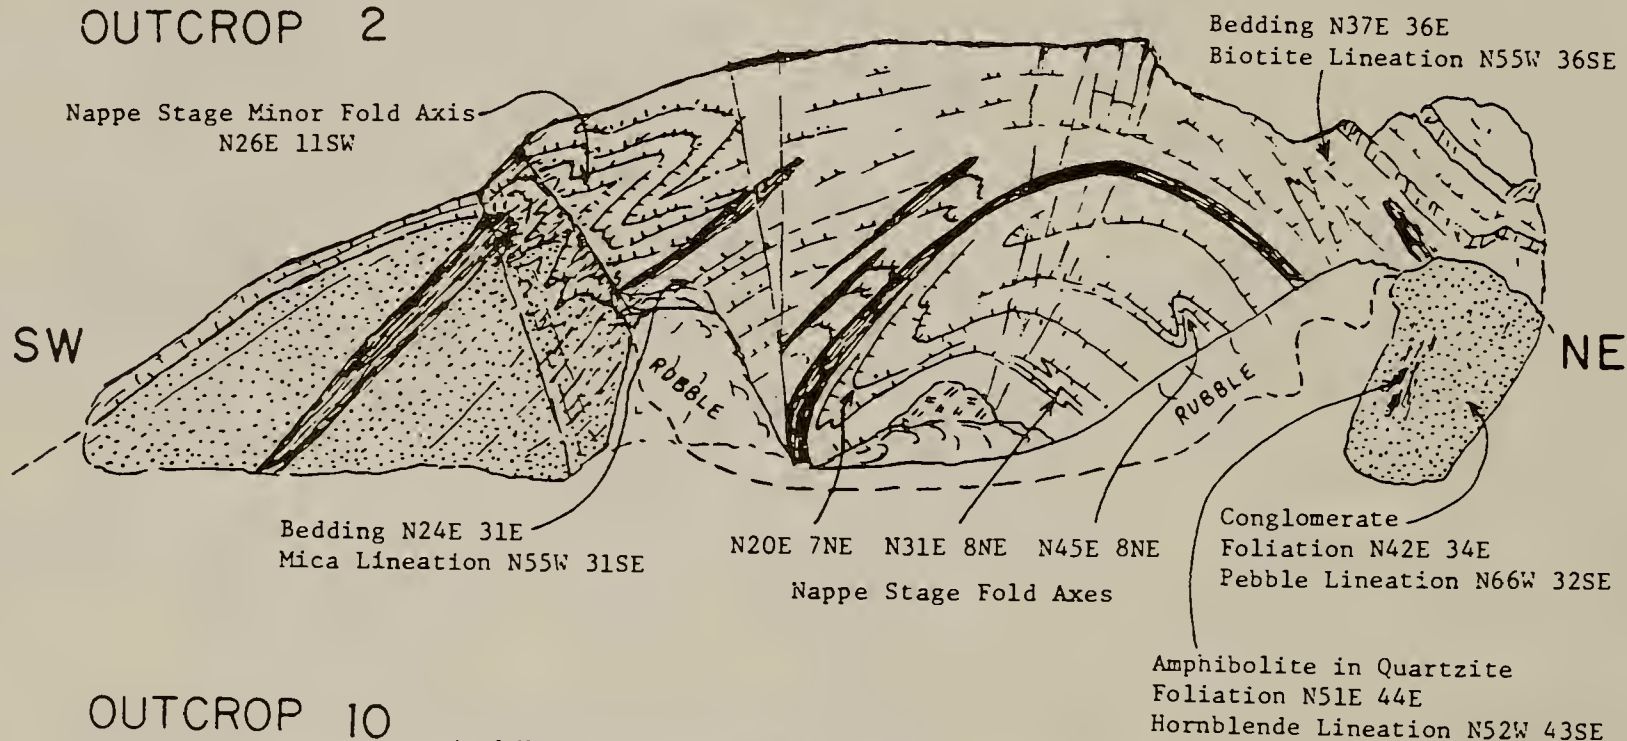 OUTCROP 2
Bedding N37E 36E
Biotite Lineation N55W 36SE
Nappe Stage Minor Fold Axis
N26E 11SW
SW
NE
RUBBLE
RUBBLE
Bedding N24E 31E
Mica Lineation N55W 31SE
N20E 7NE N31E 8NE N45E 8NE
Nappe Stage Fold Axes
Conglomerate
Foliation N42E 34E
Pebble Lineation N66W 32SE
Amphibolite in Quartzite
Foliation N51E 44E
Hornblende Lineation N52W 43SE
OUTCROP 10